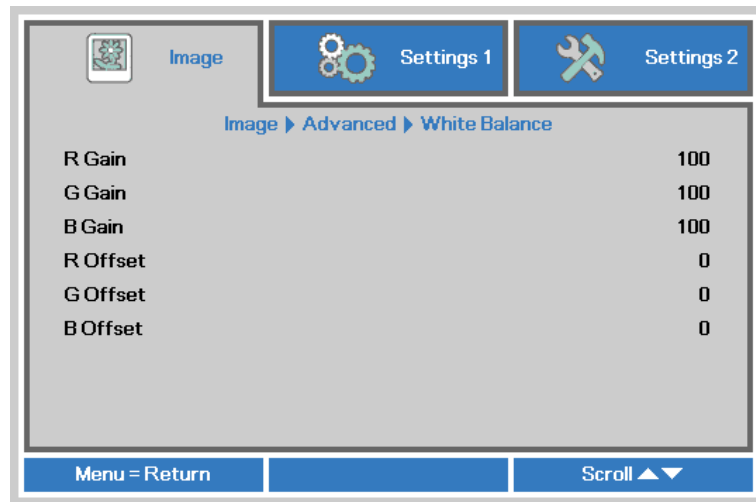 Image Settings 1 Settings 2
Image Advanced White Balance
R Gain 100
G Gain 100
B Gain 100
R Offset 0
G Offset 0
B Offset 0
Menu = Return Scroll